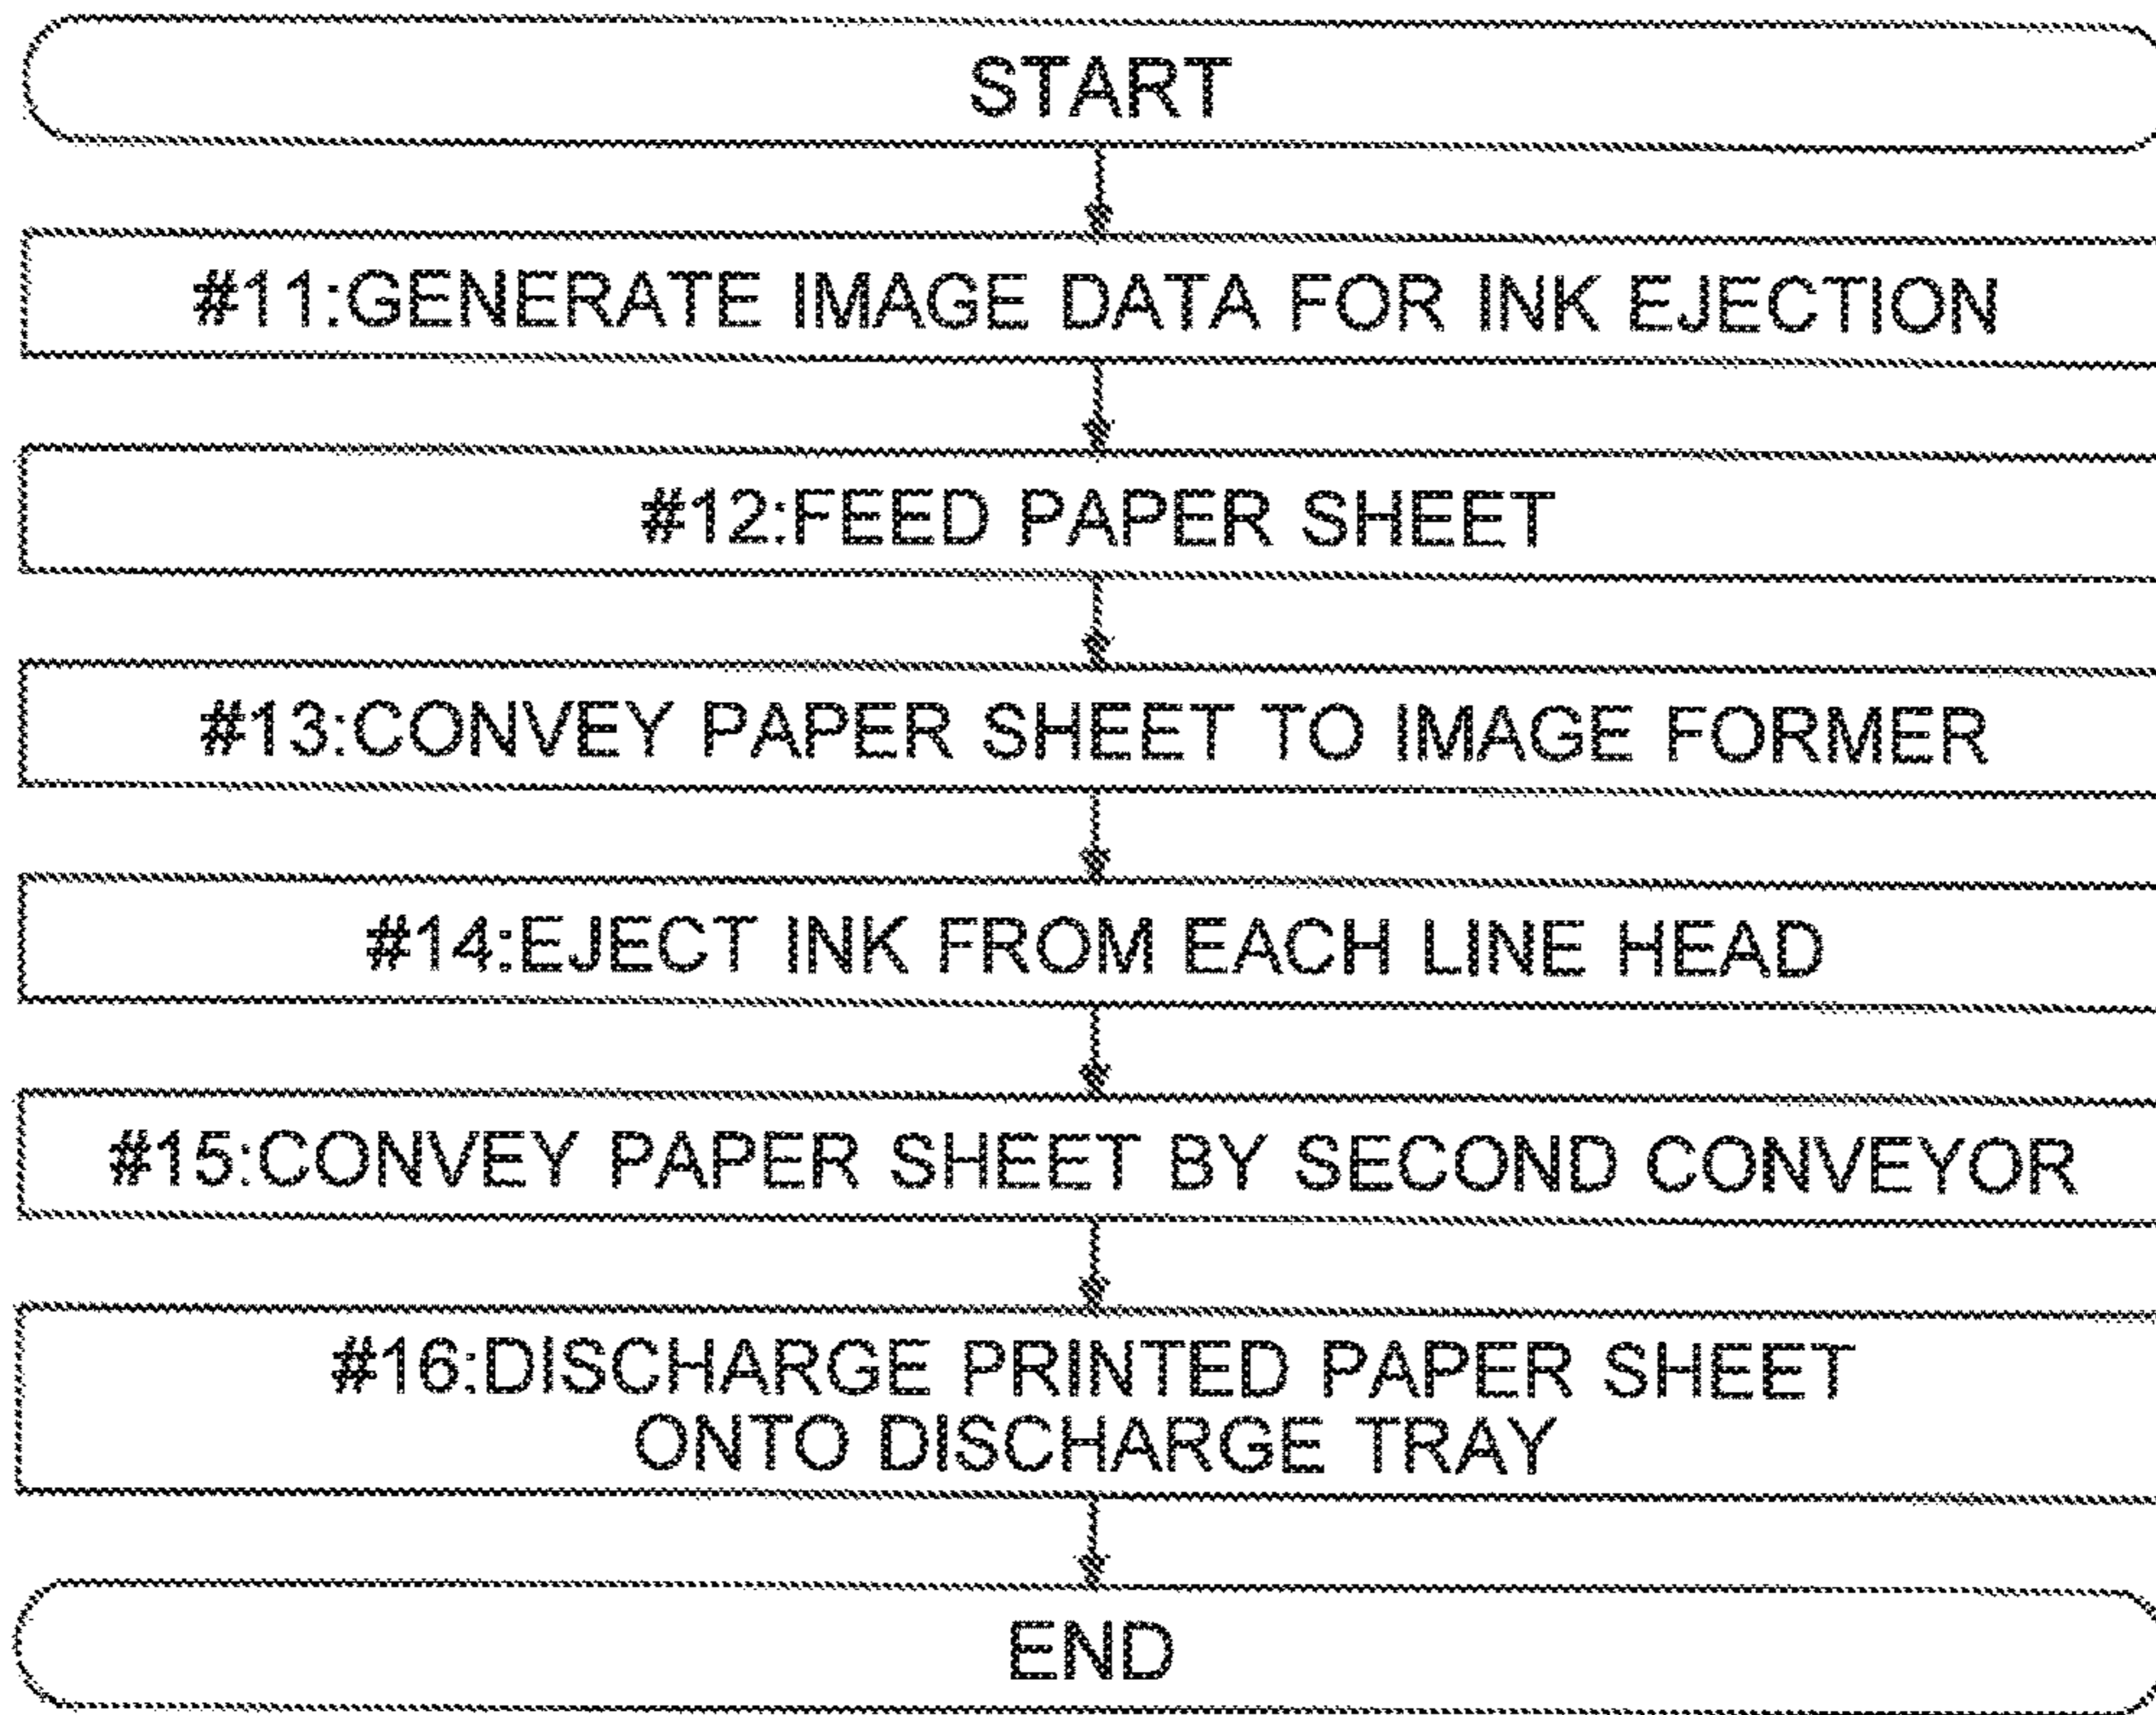 START
#11:GENERATE IMAGE DATA FOR INK EJECTION
#12:FEED PAPER SHEET
#13:CONVEY PAPER SHEET TO IMAGE FORMER
#14:EJECT INK FROM EACH LINE HEAD
#15:CONVEY PAPER SHEET BY SECOND CONVEYOR
#16:DISCHARGE PRINTED PAPER SHEET
ONTO DISCHARGE TRAY
END